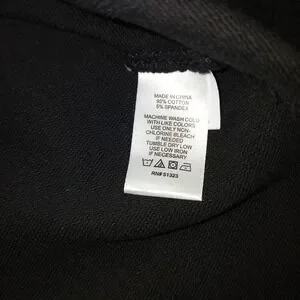 MADE IN CHINA
95% COTTON
5% SPANDEX
MACHINE WASH COLD
WITH LIKE COLORS
USE ONLY NON-
CHLORINE BLEACH
IF NEEDED
TUMBLE DRY LOW
USE LOW IRON
IF NECESSARY
RN# 51323